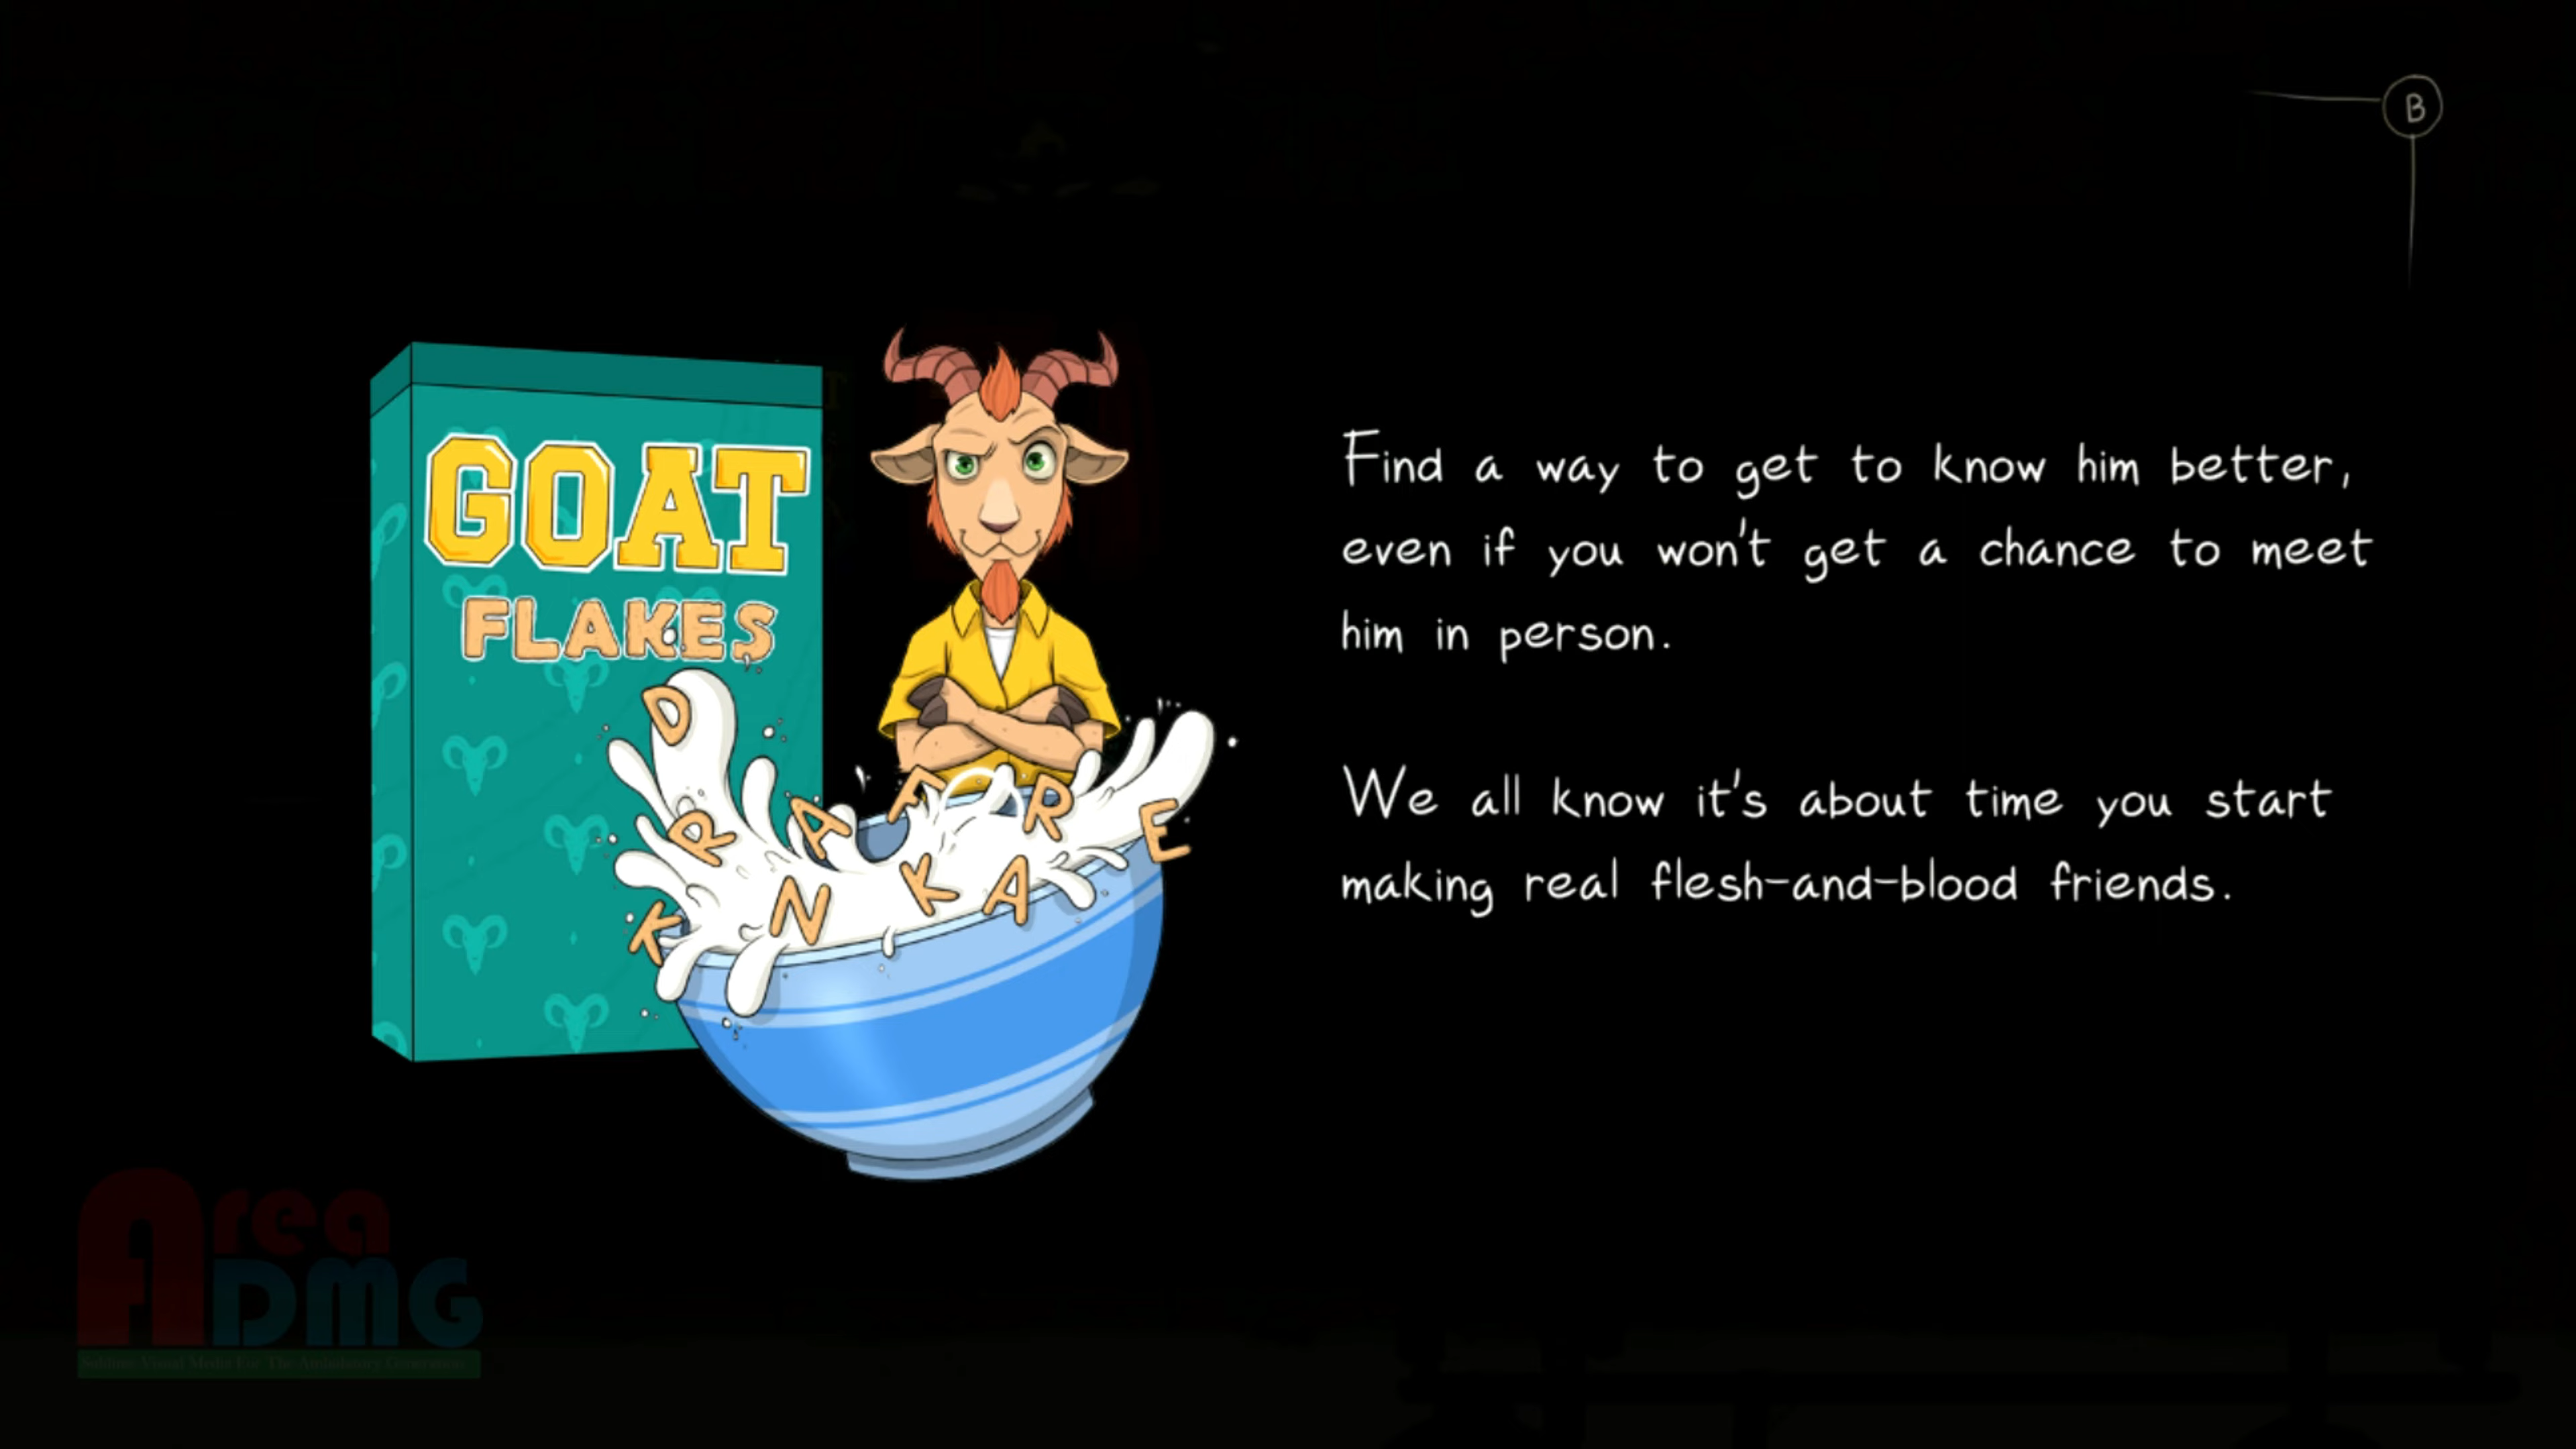 B
GOAT
FLAKES
Find a way to get to know him better,
even if you won't get a chance to meet
him in person.
We all know it's about time you start
making real flesh-and-blood friends.
D
R A F R E
K N K A
Area
DMG